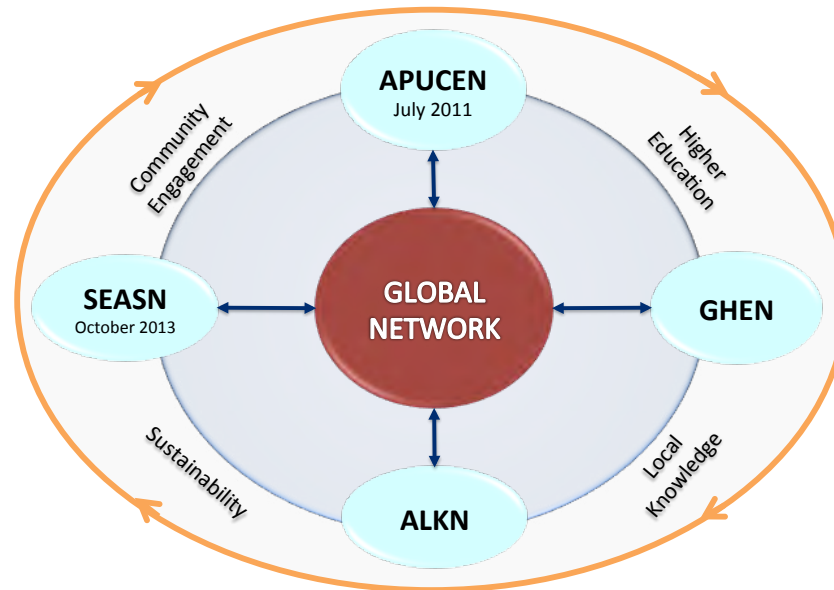 APUCEN
July 2011
Community
Engagement
Higher
Education
SEASN
October 2013
GLOBAL
NETWORK
GHEN
Sustainability
Local
Knowledge
ALKN